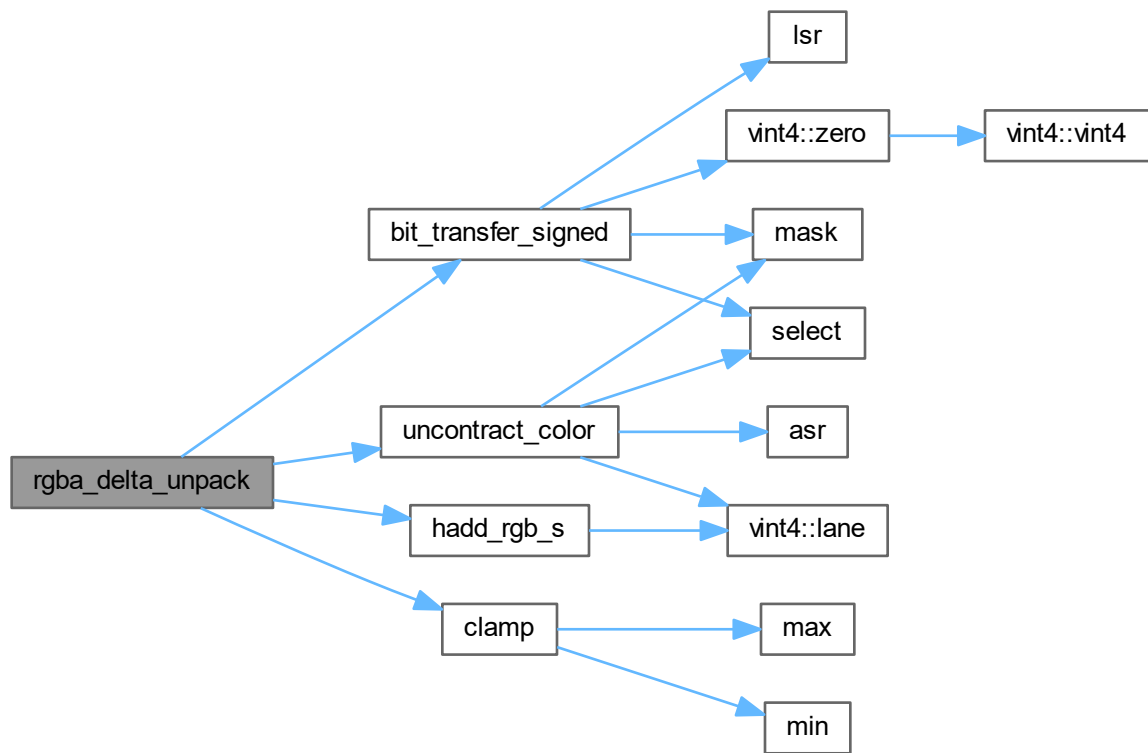 lsr
vint4::zero
vint4::vint4
bit_transfer_signed
mask
select
uncontract_color
asr
rgba_delta_unpack
hadd_rgb_s
vint4::lane
clamp
max
min